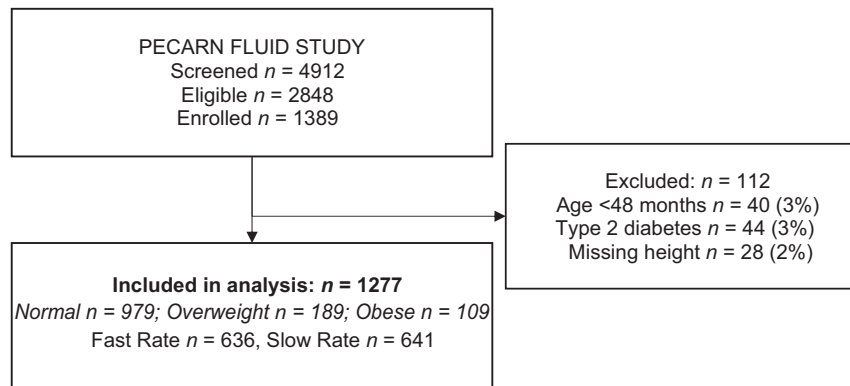 PECARN FLUID STUDY
Screened n = 4912
Eligible n = 2848
Enrolled n = 1389
Excluded: n = 112
Age <48 months n = 40 (3%)
Type 2 diabetes n = 44 (3%)
Missing height n = 28 (2%)
Included in analysis: n = 1277
Normal n = 979; Overweight n = 189; Obese n = 109
Fast Rate n = 636, Slow Rate n = 641